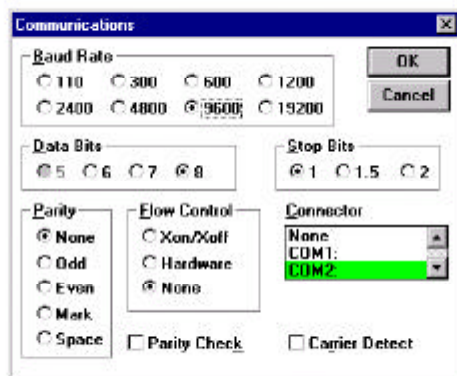 Communications
Baud Rate
110 300 600 1200
2400 4800 9600 19200
OK
Cancel
Data Bits
5 6 7 8
Stop Bits
1 1.5 2
Parity
None
Odd
Even
Mark
Space
Flow Control
Xon/Xoff
Hardware
None
Connector
None
COM1:
COM2:
Parity Check
Carrier Detect